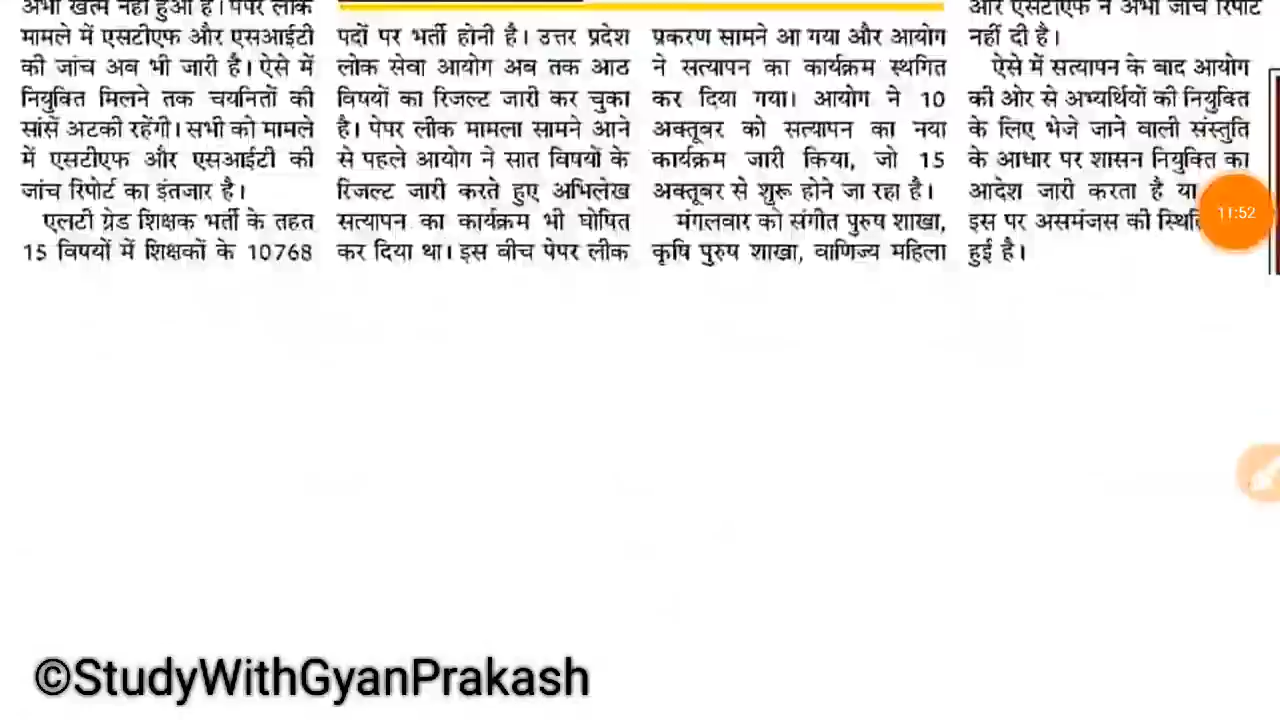 अभी खत्म नहीं हुआ है। पेपर लीक
मामले में एसटीएफ और एसआईटी
की जांच अब भी जारी है। ऐसे में
नियुक्ति मिलने तक चयनितों की
सांसें अटकी रहेंगी। सभी को मामले
में एसटीएफ और एसआईटी की
जांच रिपोर्ट का इंतजार है।
एलटी ग्रेड शिक्षक भर्ती के तहत
15 विषयों में शिक्षकों के 10768
पदों पर भर्ती होनी है। उत्तर प्रदेश
लोक सेवा आयोग अब तक आठ
विषयों का रिजल्ट जारी कर चुका
है। पेपर लीक मामला सामने आने
से पहले आयोग ने सात विषयों के
रिजल्ट जारी करते हुए अभिलेख
सत्यापन का कार्यक्रम भी घोषित
कर दिया था। इस बीच पेपर लीक
प्रकरण सामने आ गया और आयोग
ने सत्यापन का कार्यक्रम स्थगित
कर दिया गया। आयोग ने 10
अक्तूबर को सत्यापन का नया
कार्यक्रम जारी किया, जो 15
अक्तूबर से शुरू होने जा रहा है।
मंगलवार को संगीत पुरुष शाखा,
कृषि पुरुष शाखा, वाणिज्य महिला
और एसटीएफ ने अभी जांच रिपोर्ट
नहीं दी है।
ऐसे में सत्यापन के बाद आयोग
की ओर से अभ्यर्थियों की नियुक्ति
के लिए भेजे जाने वाली संस्तुति
के आधार पर शासन नियुक्ति का
आदेश जारी करता है या
इस पर असमंजस की स्थिति
हुई है।
11:52
©StudyWithGyanPrakash